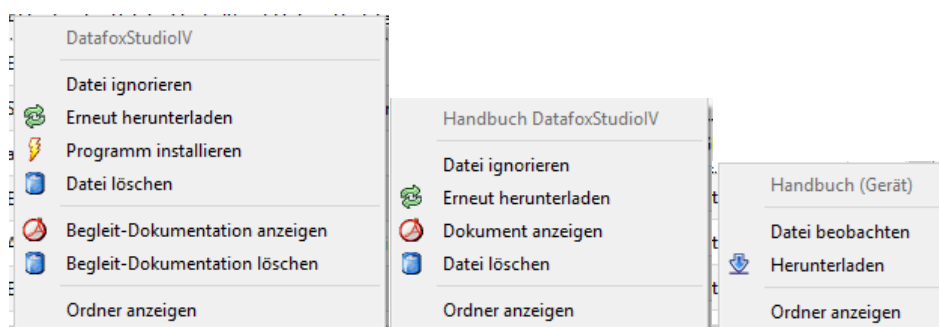 DatafoxStudioIV
Datei ignorieren
Erneut herunterladen
Programm installieren
Datei löschen
Begleit-Dokumentation anzeigen
Begleit-Dokumentation löschen
Ordner anzeigen
Handbuch DatafoxStudioIV
Datei ignorieren
Erneut herunterladen
Dokument anzeigen
Datei löschen
Ordner anzeigen
Handbuch (Gerät)
Datei beobachten
Herunterladen
Ordner anzeigen